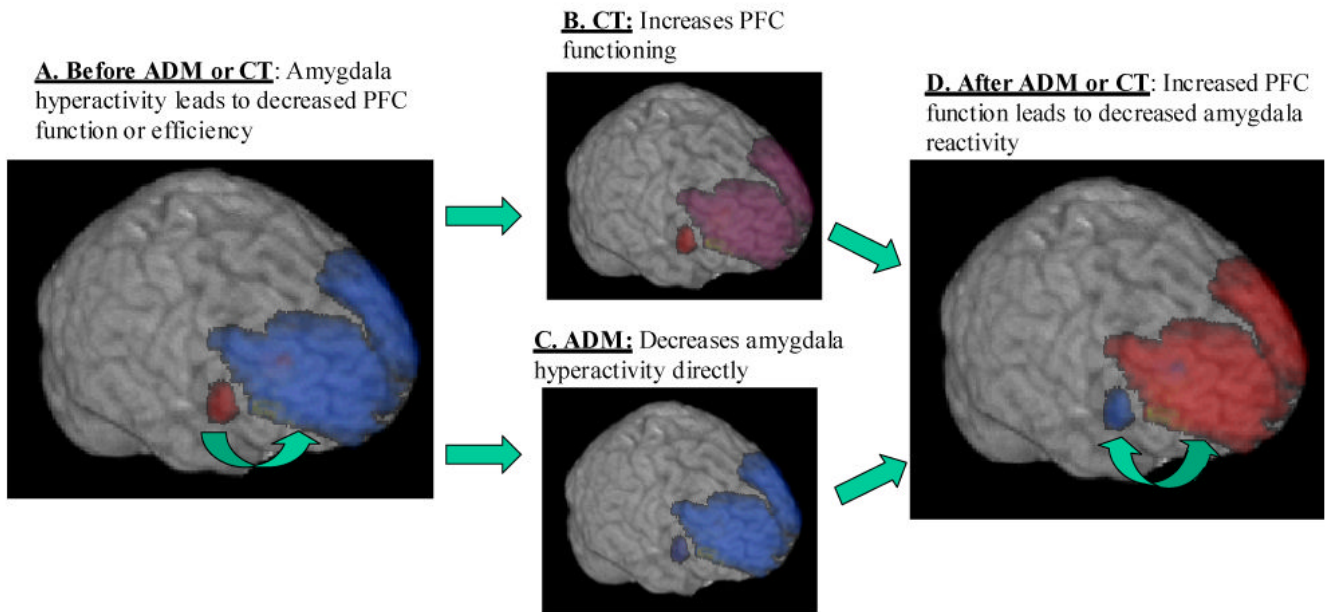 A. Before ADM or CT: Amygdala
hyperactivity leads to decreased PFC
function or efficiency
B. CT: Increases PFC
functioning
C. ADM: Decreases amygdala
hyperactivity directly
D. After ADM or CT: Increased PFC
function leads to decreased amygdala
reactivity